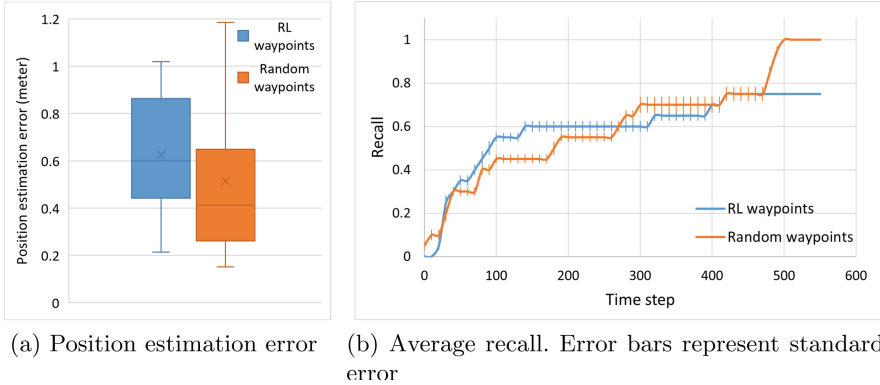 1.2
1
0.8
0.6
0.4
0.2
0
Position estimation error (meter)
RL
waypoints
Random
waypoints
1
0.8
0.6
0.4
0.2
0
Recall
0 100 200 300 400 500 600
Time step
RL waypoints
Random waypoints
(a) Position estimation error
(b) Average recall. Error bars represent standard
error